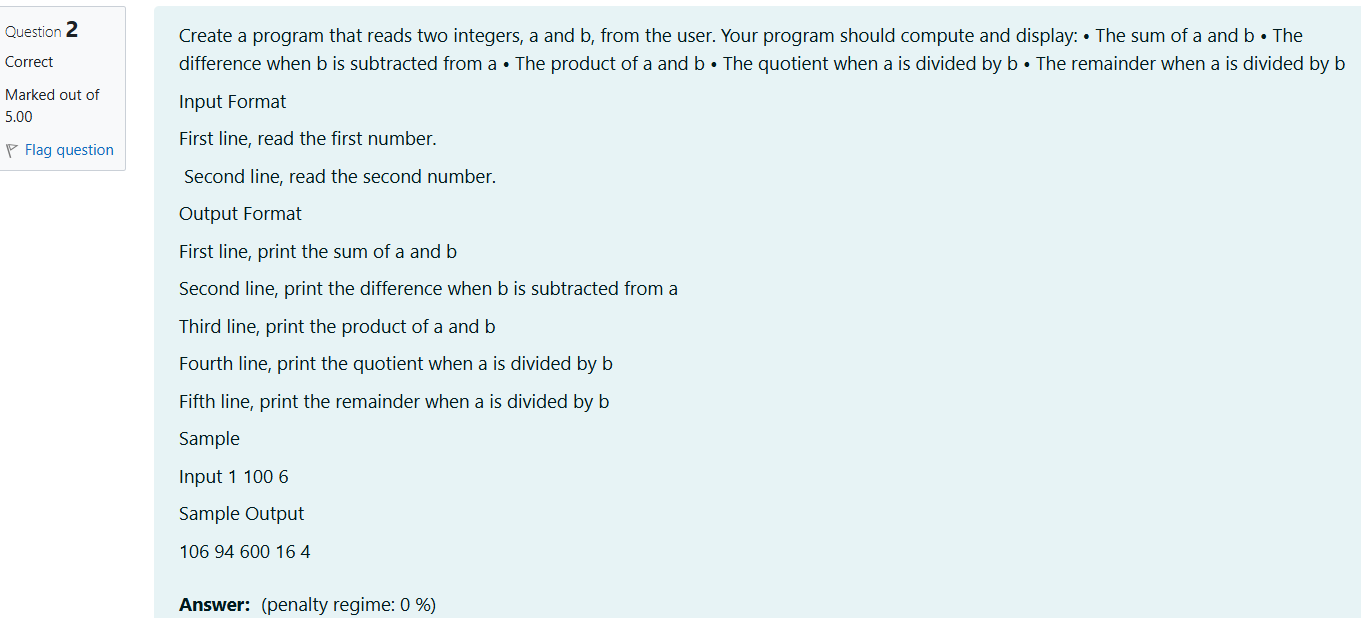 Question 2
Correct
Marked out of
5.00
Flag question
Create a program that reads two integers, a and b, from the user. Your program should compute and display: • The sum of a and b • The
difference when b is subtracted from a • The product of a and b • The quotient when a is divided by b • The remainder when a is divided by b
Input Format
First line, read the first number.
Second line, read the second number.
Output Format
First line, print the sum of a and b
Second line, print the difference when b is subtracted from a
Third line, print the product of a and b
Fourth line, print the quotient when a is divided by b
Fifth line, print the remainder when a is divided by b
Sample
Input 1 100 6
Sample Output
106 94 600 16 4
Answer: (penalty regime: 0 %)